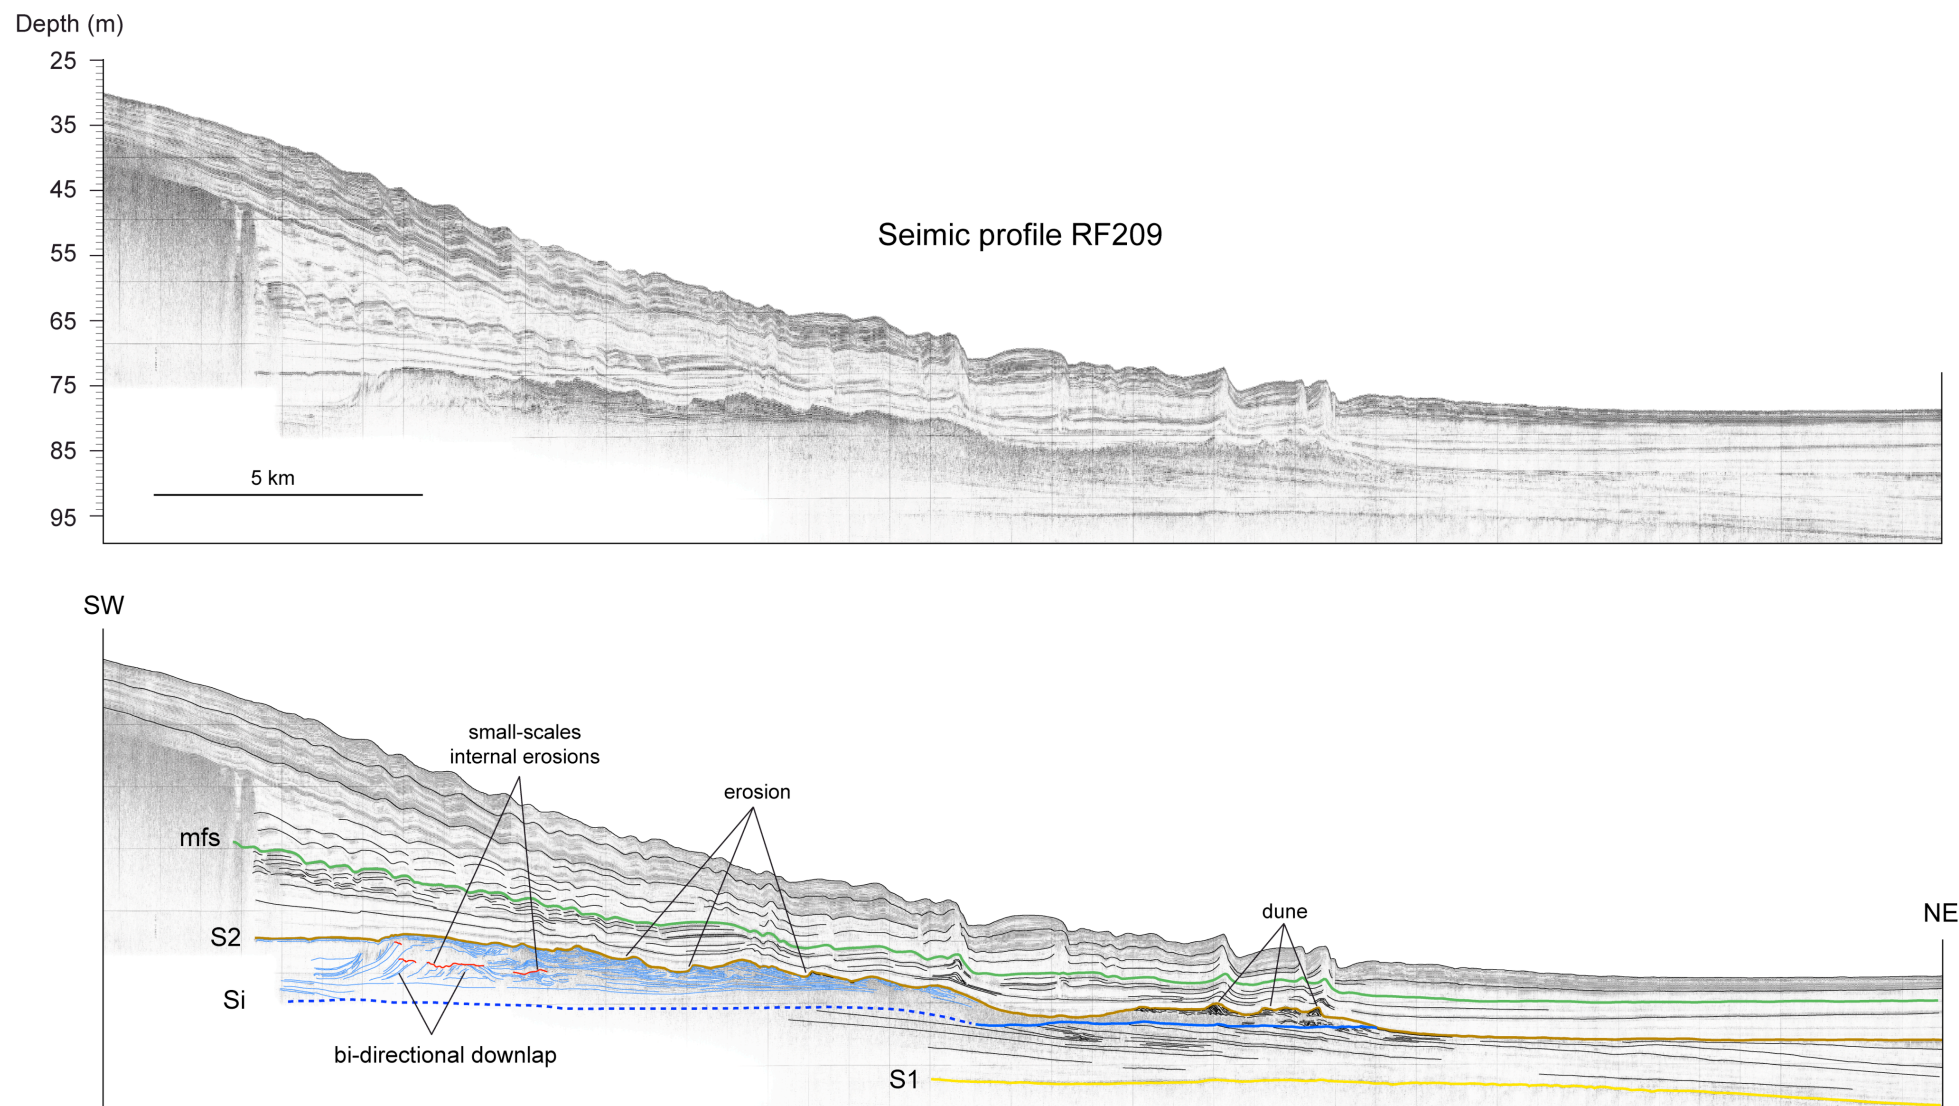 Depth (m)
25
35
45
55
65
75
85
95
Seimic profile RF209
5 km
SW
small-scales
internal erosions
erosion
mfs
dune
NE
S2
Si
bi-directional downlap
S1